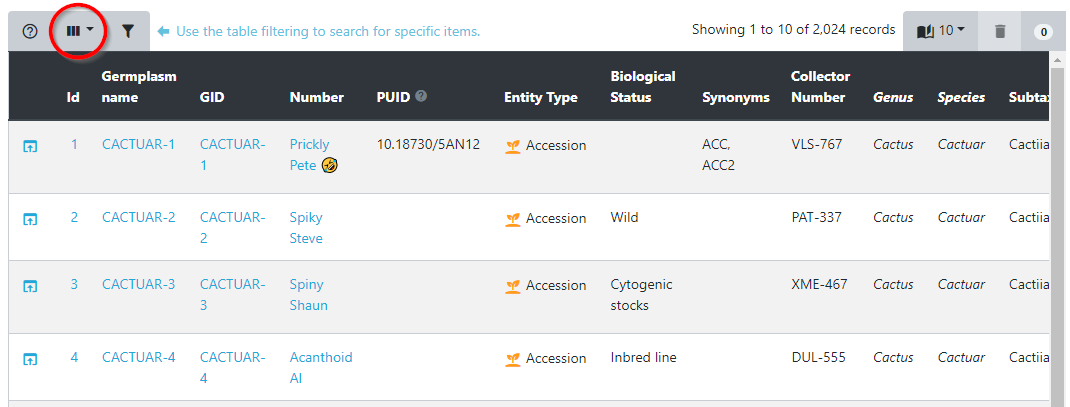 Use the table filtering to search for specific items.
Showing 1 to 10 of 2,024 records
10
0
Id Germplasm name GID Number PUID Entity Type Biological Status Synonyms Collector Number Genus Species Subtax
1 CACTUAR-1 CACTUAR-1 Prickly Pete 🤣 10.18730/5AN12 Accession ACC, ACC2 VLS-767 Cactus Cactuar Cactiia
2 CACTUAR-2 CACTUAR-2 Spiky Steve Accession Wild PAT-337 Cactus Cactuar Cactiia
3 CACTUAR-3 CACTUAR-3 Spiny Shaun Accession Cytogenic stocks XME-467 Cactus Cactuar Cactiia
4 CACTUAR-4 CACTUAR-4 Acanthoid Al Accession Inbred line DUL-555 Cactus Cactuar Cactiia